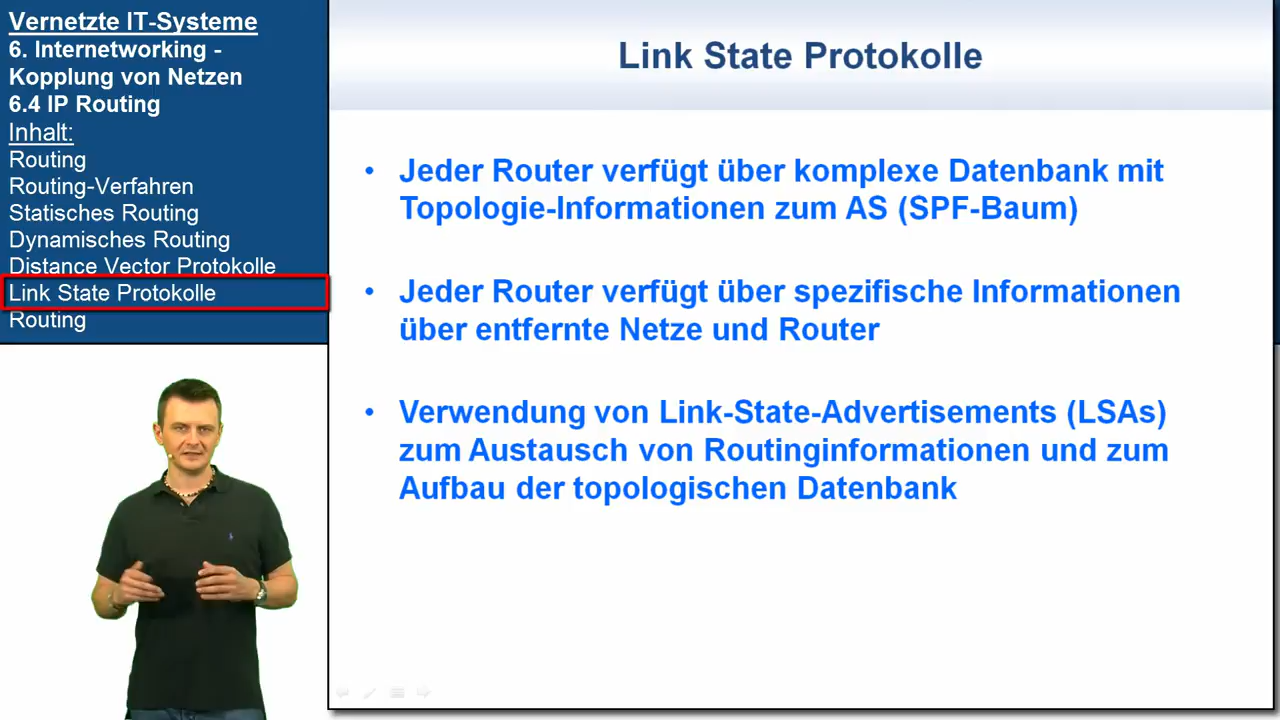 Vernetzte IT-Systeme
6. Internetworking -
Kopplung von Netzen
6.4 IP Routing
Inhalt:
Routing
Routing-Verfahren
Statisches Routing
Dynamisches Routing
Distance Vector Protokolle
Link State Protokolle
Routing
Link State Protokolle
• Jeder Router verfügt über komplexe Datenbank mit
Topologie-Informationen zum AS (SPF-Baum)
• Jeder Router verfügt über spezifische Informationen
über entfernte Netze und Router
• Verwendung von Link-State-Advertisements (LSAs)
zum Austausch von Routinginformationen und zum
Aufbau der topologischen Datenbank